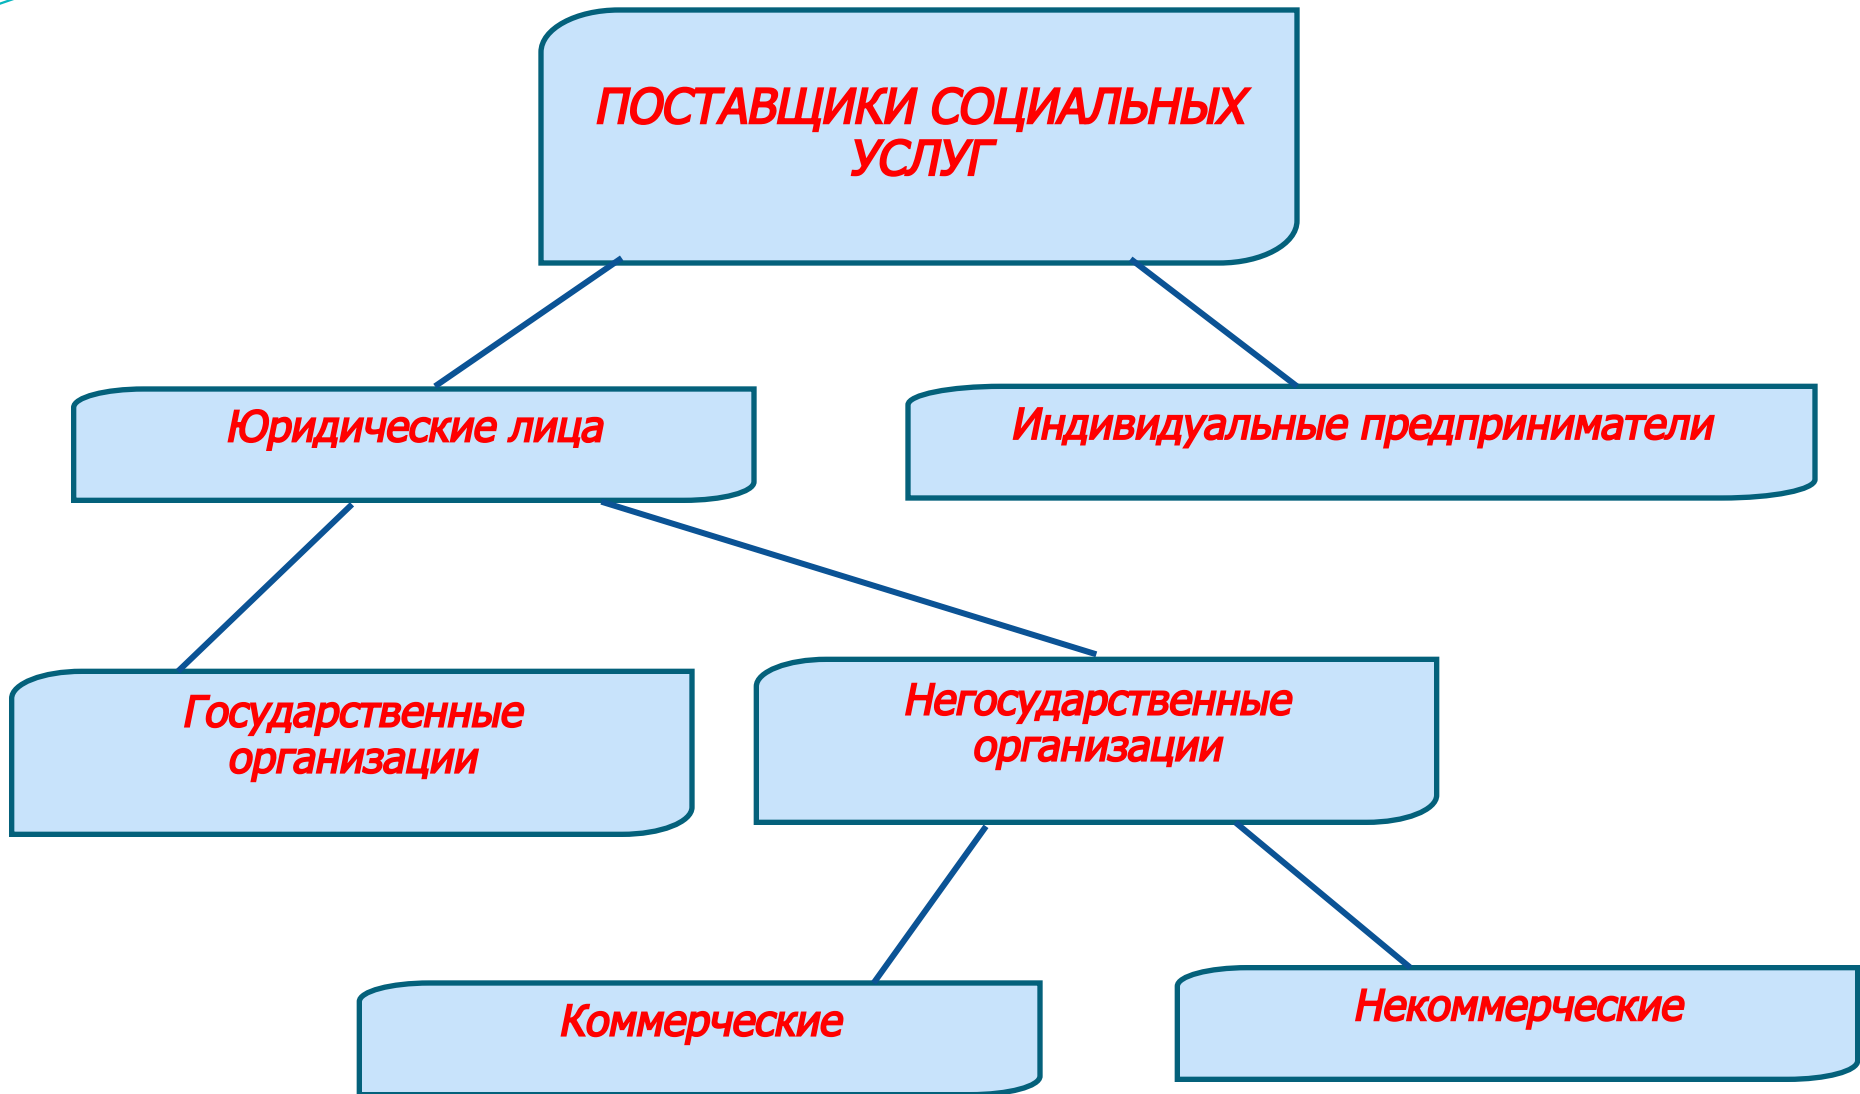 ПОСТАВЩИКИ СОЦИАЛЬНЫХ
УСЛУГ
Юридические лица
Индивидуальные предприниматели
Государственные
организации
Негосударственные
организации
Коммерческие
Некоммерческие